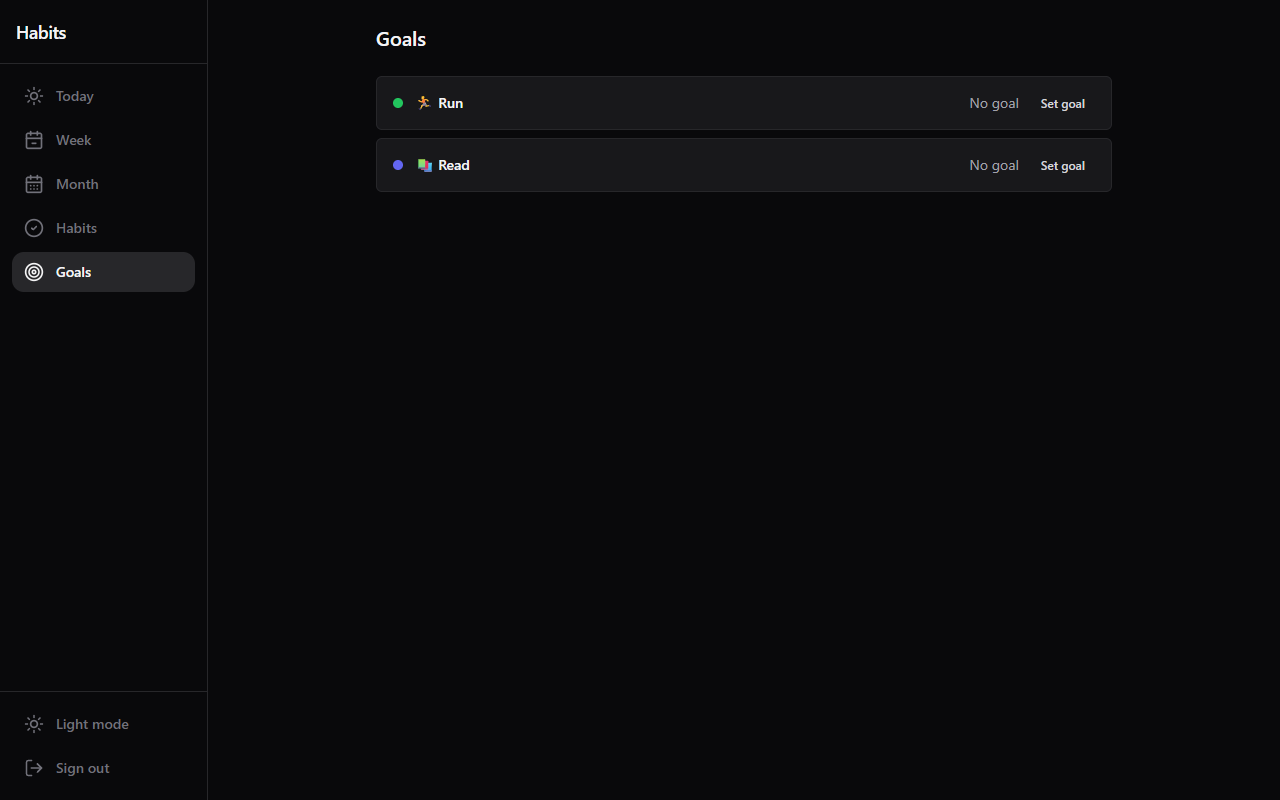 Habits
Today
Week
Month
Habits
Goals
Light mode
Sign out
Goals
Run No goal Set goal
Read No goal Set goal